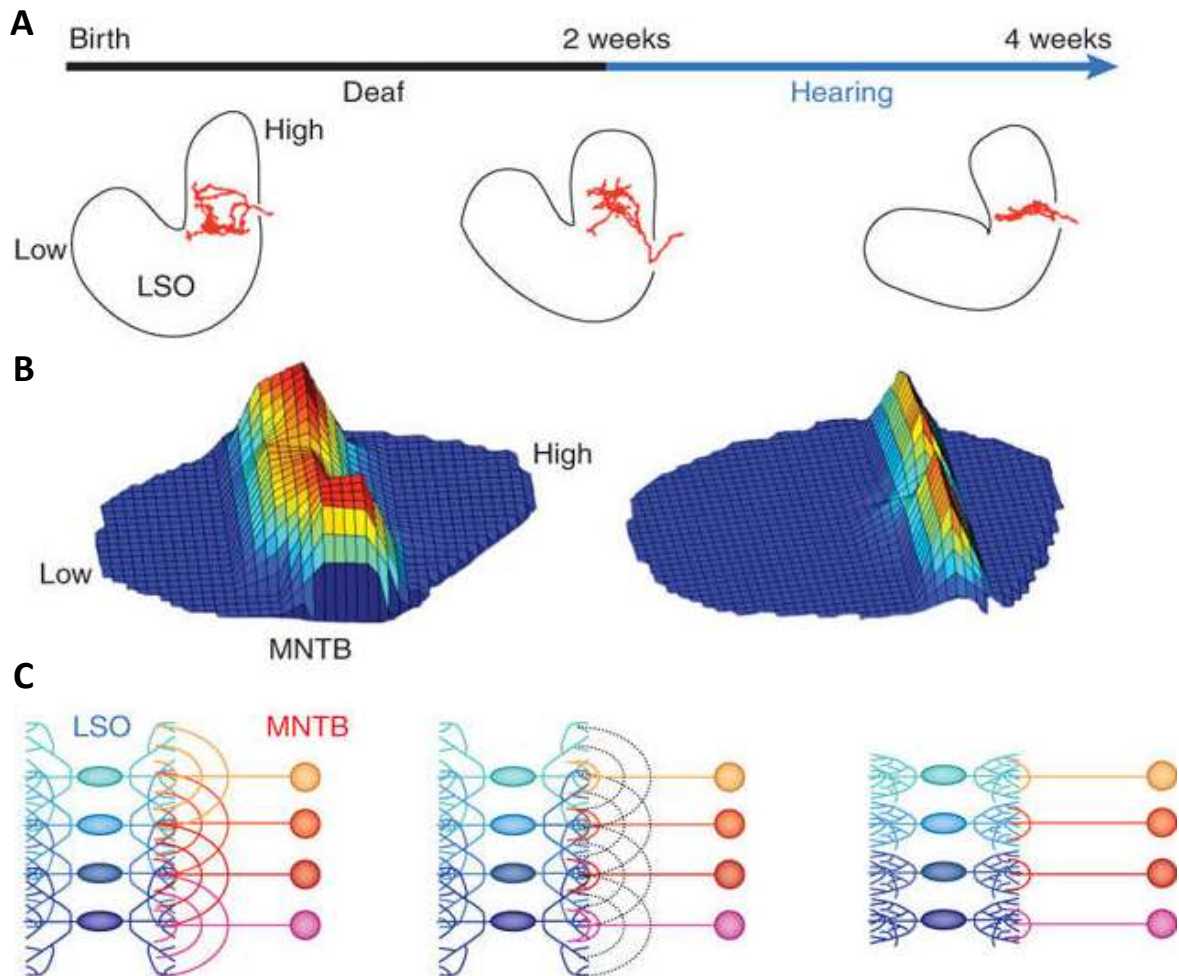 A
Birth 2 weeks 4 weeks
Deaf Hearing
High
Low
LSO
B
High
Low
MNTB
C
LSO MNTB